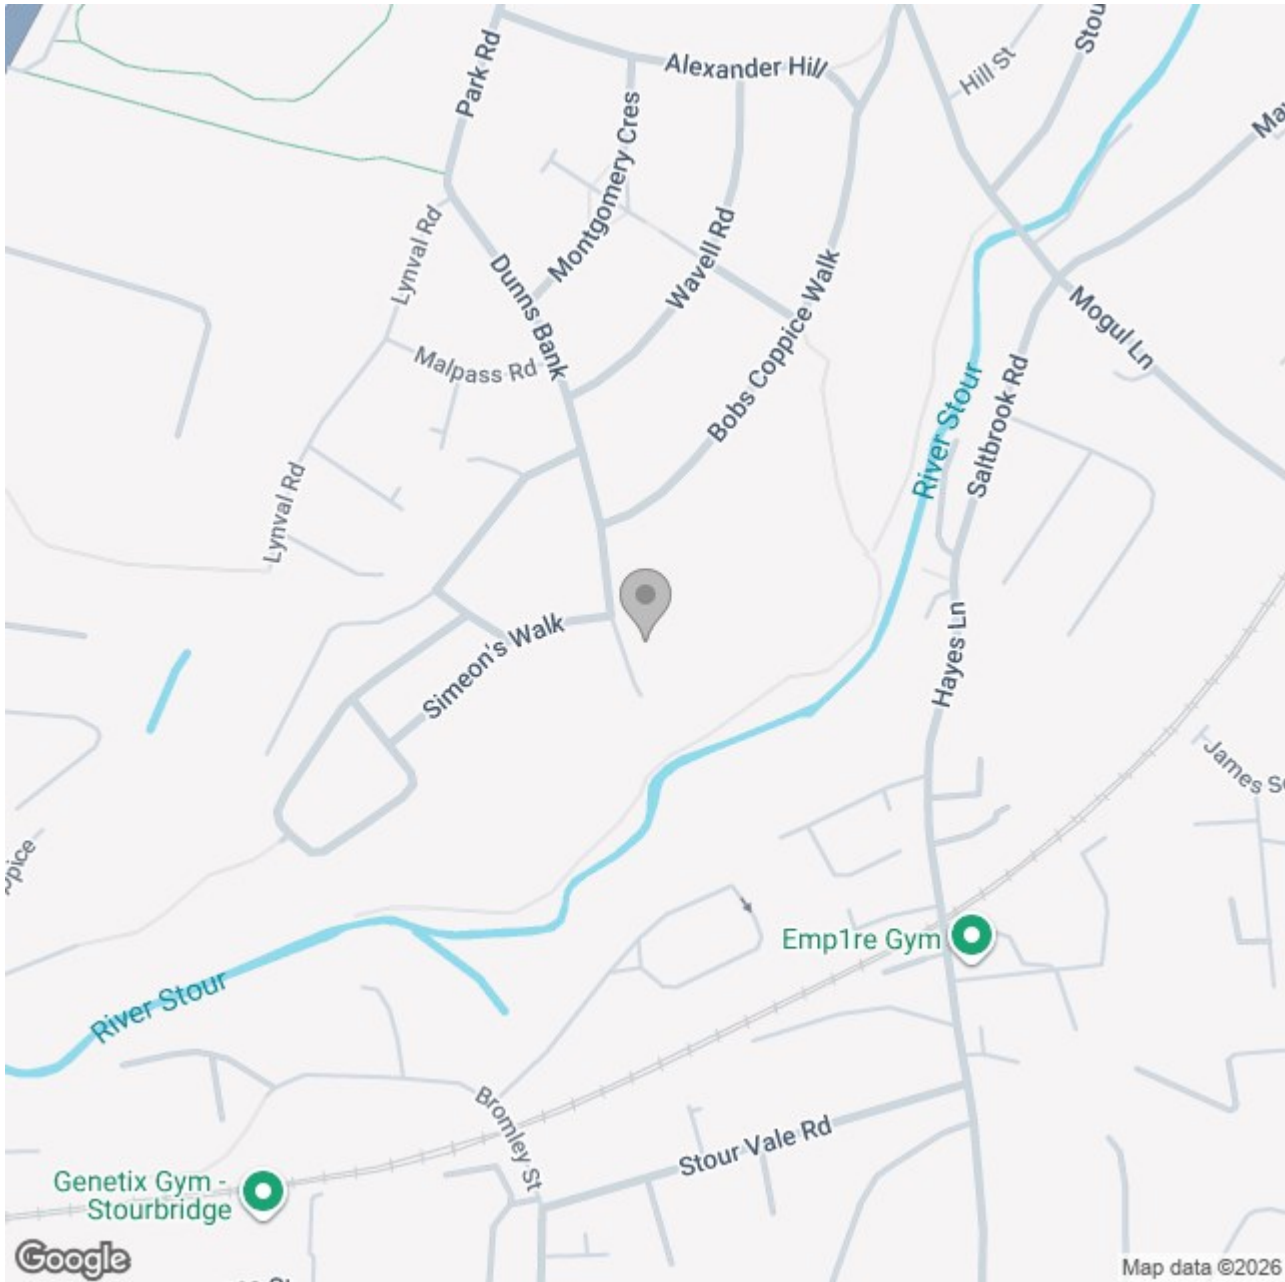 Park Rd
Alexander Hill
Hill St
Montgomery Cres
Lynval Rd
Dunns Bank
Wavell Rd
Malpass Rd
Bobs Coppice Walk
Mogul Ln
River Stour
Saltbrook Rd
Lynval Rd
Simeon's Walk
Hayes Ln
James
Emp1re Gym
River Stour
Bromley St
Stour Vale Rd
Genetix Gym -
Stourbridge
Google
Map data ©2026